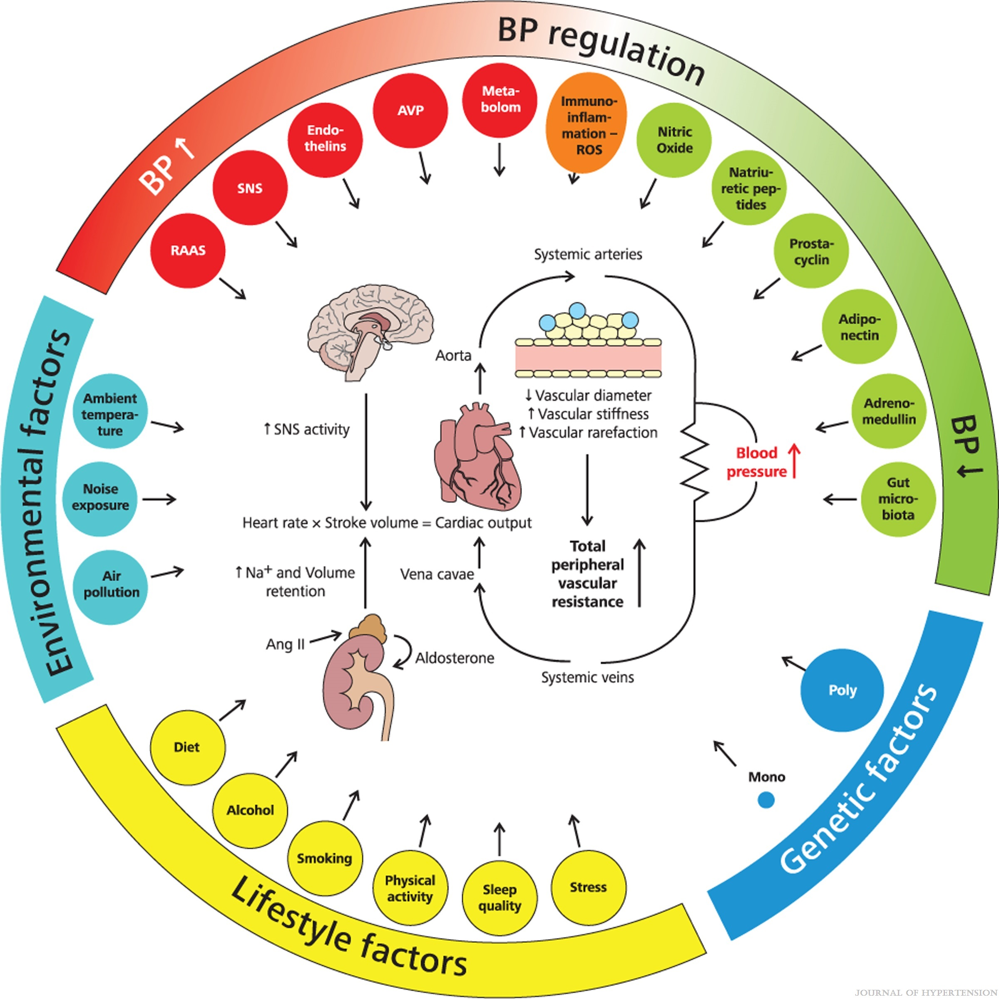 BP regulation
BP ↑
BP ↓
Meta-
bolom
AVP
Immuno-
inflam-
mation –
ROS
Endo-
thelins
Nitric
Oxide
SNS
Natriu-
retic pep-
tides
RAAS
Prosta-
cyclin
Adipo-
nectin
Adreno-
medullin
Gut
micro-
biota
Environmental factors
Ambient
tempera-
ture
Noise
exposure
Air
pollution
Systemic arteries
Aorta
↓ Vascular diameter
↑ Vascular stiffness
↑ Vascular rarefaction
↑ SNS activity
Blood
pressure ↑
Heart rate × Stroke volume = Cardiac output
Total
peripheral
vascular
resistance ↑
↑ Na+ and Volume
retention
Vena cavae
Ang II
Aldosterone
Systemic veins
Genetic factors
Poly
Mono
Lifestyle factors
Diet
Alcohol
Smoking
Physical
activity
Sleep
quality
Stress
JOURNAL OF HYPERTENSION